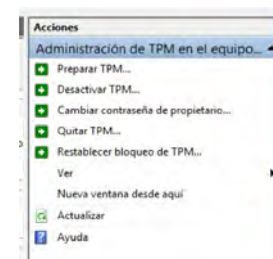 Acciones
Administración de TPM en el equipo...
Preparar TPM...
Desactivar TPM...
Cambiar contraseña de propietario...
Quitar TPM...
Restablecer bloqueo de TPM...
Ver
Nueva ventana desde aquí
Actualizar
Ayuda